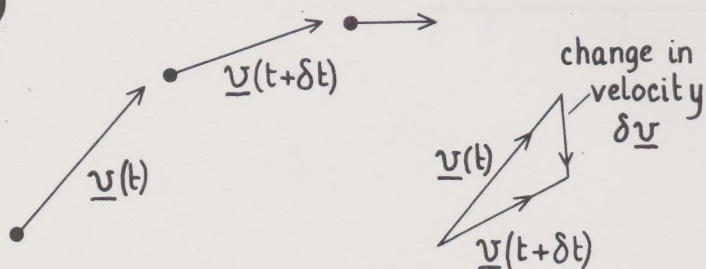 v(t+δt)
v(t)
change in
velocity
δv
v(t)
v(t+δt)